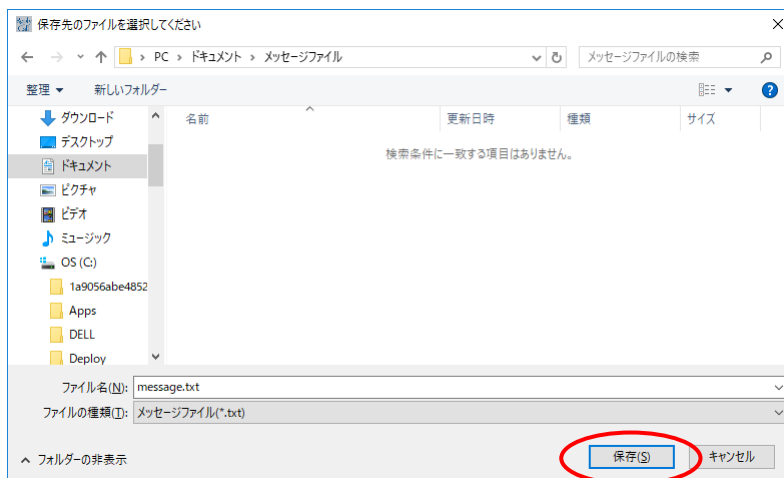 保存先のファイルを選択してください
PC › ドキュメント › メッセージファイル
メッセージファイルの検索
整理 新しいフォルダー
名前 更新日時 種類 サイズ
検索条件に一致する項目はありません。
ダウンロード
デスクトップ
ドキュメント
ピクチャ
ビデオ
ミュージック
OS (C:)
1a9056abe4852
Apps
DELL
Deploy
ファイル名(N): message.txt
ファイルの種類(T): メッセージファイル(*.txt)
フォルダーの非表示
保存(S) キャンセル